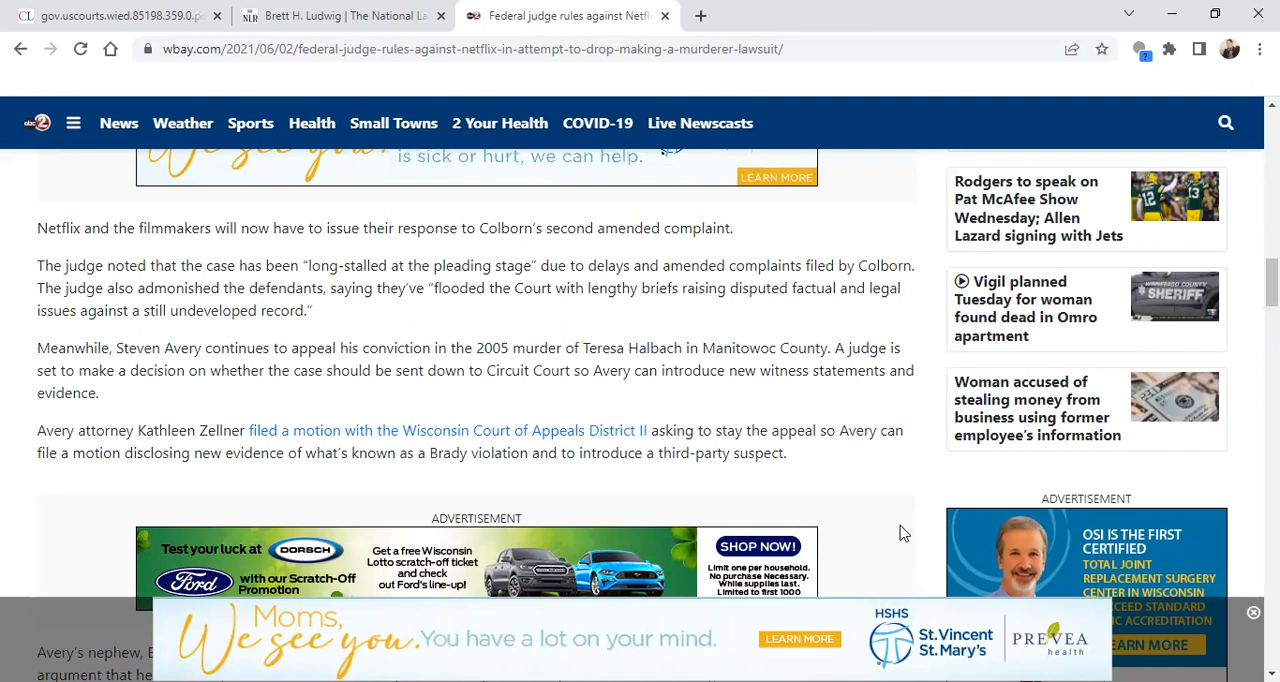 CL gov.uscourts.wied.85198.359.0.p
NLR Brett H. Ludwig | The National La
Federal judge rules against Netfl
wbay.com/2021/06/02/federal-judge-rules-against-netflix-in-attempt-to-drop-making-a-murderer-lawsuit/
abc2 News Weather Sports Health Small Towns 2 Your Health COVID-19 Live Newscasts
We see you.
is sick or hurt, we can help.
LEARN MORE
Netflix and the filmmakers will now have to issue their response to Colborn's second amended complaint.
The judge noted that the case has been “long-stalled at the pleading stage” due to delays and amended complaints filed by Colborn.
The judge also admonished the defendants, saying they've “flooded the Court with lengthy briefs raising disputed factual and legal
issues against a still undeveloped record.”
Meanwhile, Steven Avery continues to appeal his conviction in the 2005 murder of Teresa Halbach in Manitowoc County. A judge is
set to make a decision on whether the case should be sent down to Circuit Court so Avery can introduce new witness statements and
evidence.
Avery attorney Kathleen Zellner filed a motion with the Wisconsin Court of Appeals District II asking to stay the appeal so Avery can
file a motion disclosing new evidence of what's known as a Brady violation and to introduce a third-party suspect.
ADVERTISEMENT
Test your luck at DORSCH
Ford with our Scratch-Off
Promotion
Get a free Wisconsin
Lotto scratch-off ticket
and check
out Ford's line-up!
SHOP NOW!
Limit one per household.
No purchase Necessary.
While supplies last.
Limited to first 1000
Avery's nephew, B
argument that he
Rodgers to speak on
Pat McAfee Show
Wednesday; Allen
Lazard signing with Jets
Vigil planned
Tuesday for woman
found dead in Omro
apartment
SHERIFF
Woman accused of
stealing money from
business using former
employee's information
ADVERTISEMENT
OSI IS THE FIRST
CERTIFIED
TOTAL JOINT
REPLACEMENT SURGERY
CENTER IN WISCONSIN
CEED STANDARD
IC ACCREDITATION
EARN MORE
Moms,
We see you. You have a lot on your mind.
LEARN MORE
HSHS
St.Vincent
St.Mary's
PREVEA
health